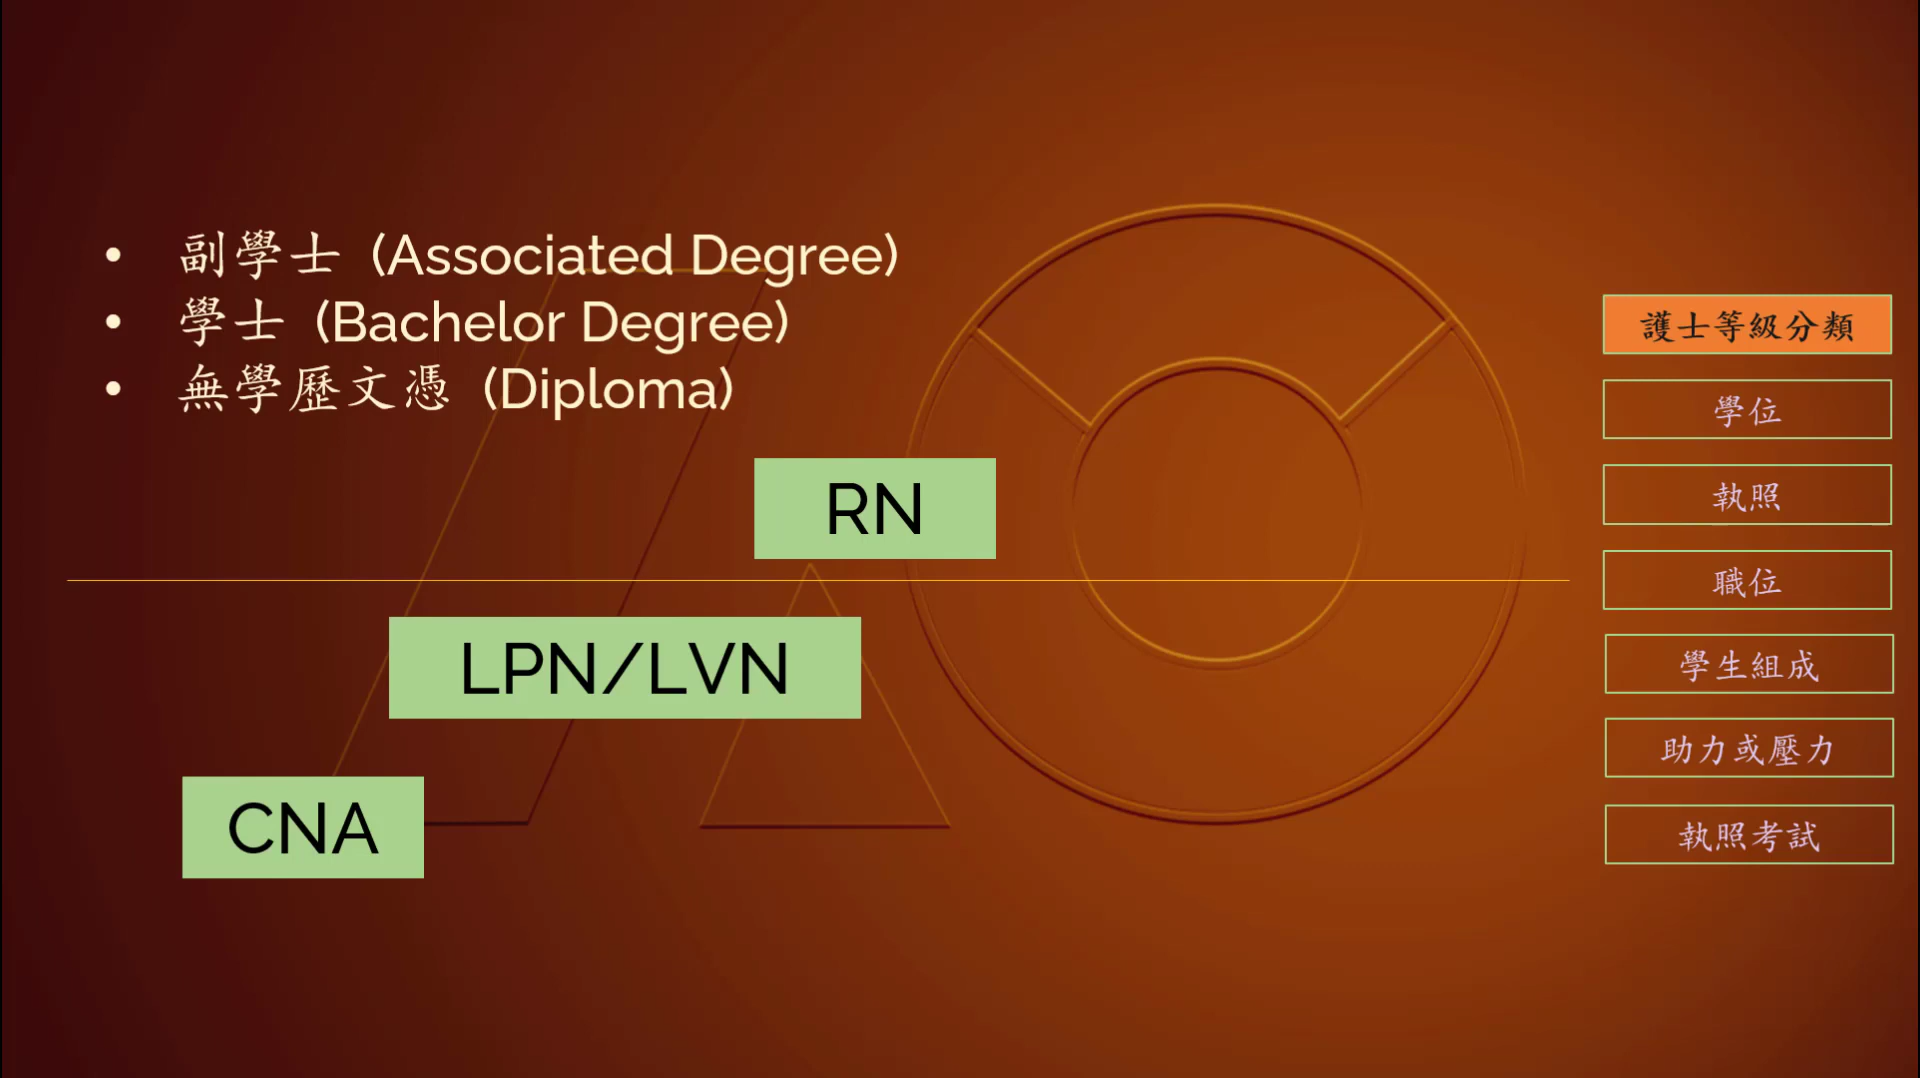 • 副學士 (Associated Degree)
• 學士 (Bachelor Degree)
• 無學歷文憑 (Diploma)
RN
LPN/LVN
CNA
護士等級分類
學位
執照
職位
學生組成
助力或壓力
執照考試